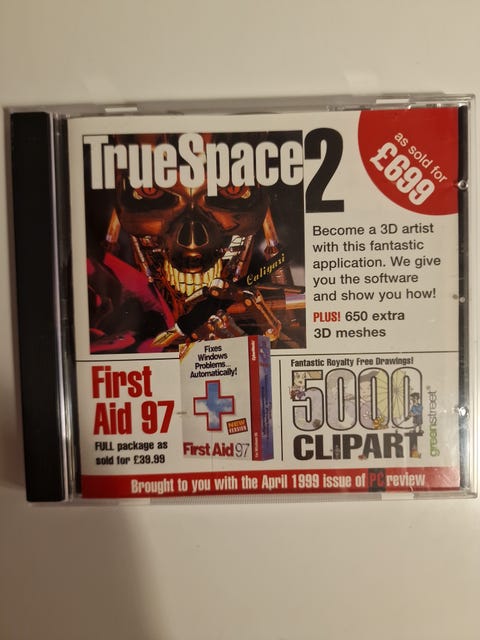 TrueSpace2
as sold for
£699
Caligari
Become a 3D artist
with this fantastic
application. We give
you the software
and show you how!
PLUS! 650 extra
3D meshes
First
Aid 97
FULL package as
sold for £39.99
Fixes
Windows
Problems...
Automatically!
NEW
VERSION
First Aid 97
Fantastic Royalty Free Drawings!
5000
CLIPART
greenstreet
Brought to you with the April 1999 issue of PC review